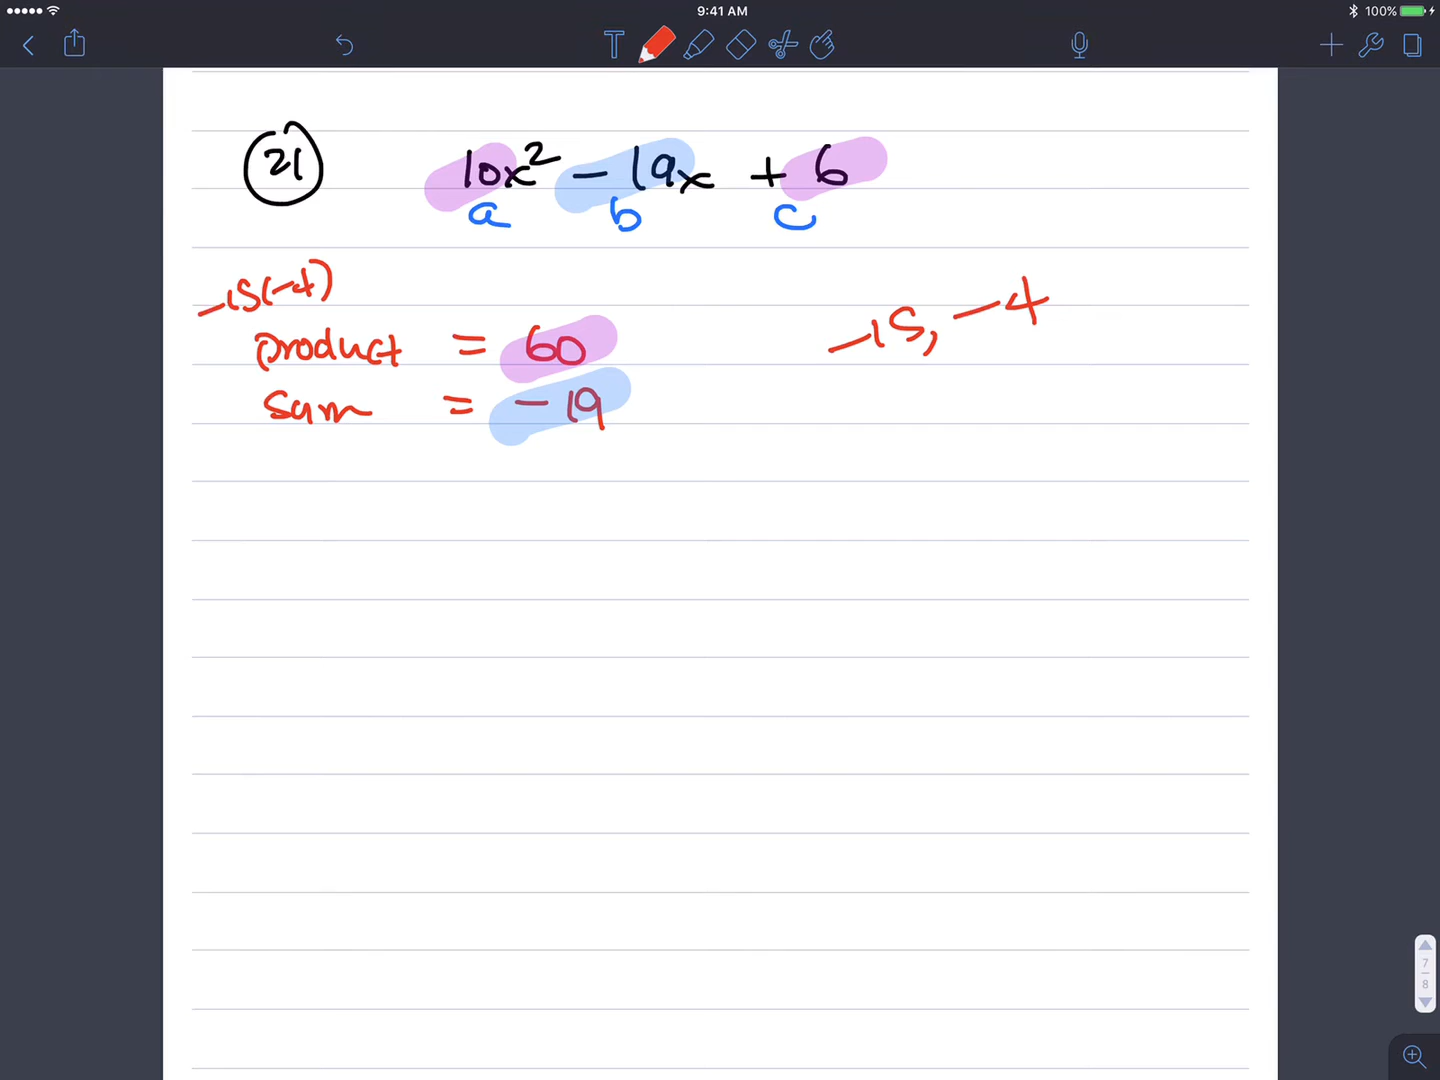 9:41 AM
100%
T
21
10x² - 19x + 6
a b c
-15(-4)
product = 60
-15, -4
sum = -19
7
8